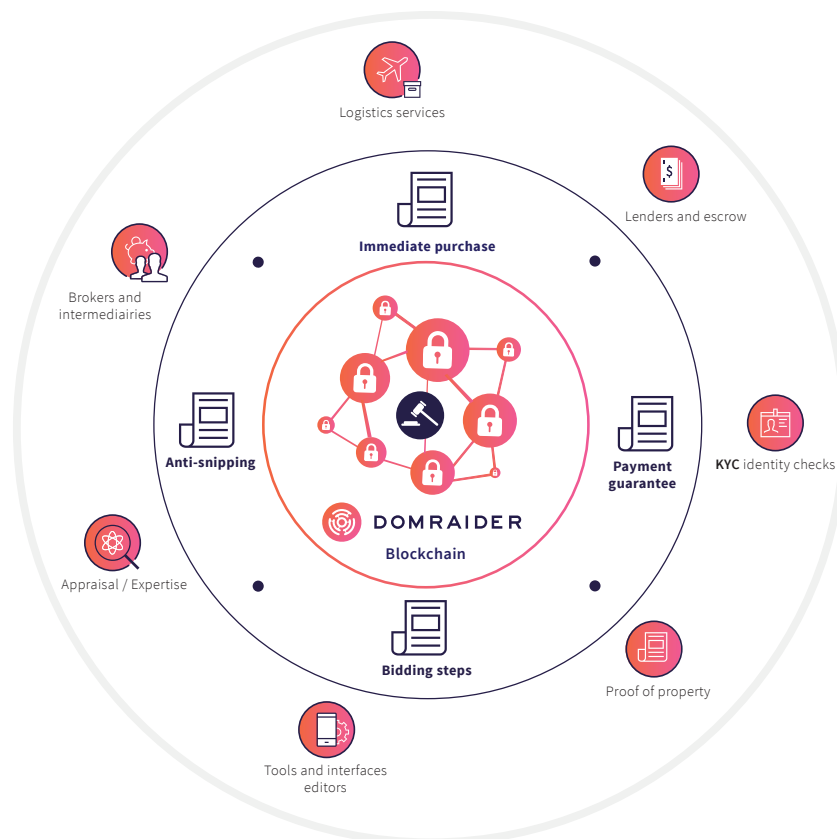 Logistics services
$
Lenders and escrow
Immediate purchase
Brokers and
intermediairies
Anti-snipping
Payment
guarantee
KYC identity checks
DOMRAIDER
Blockchain
Appraisal / Expertise
Bidding steps
Proof of property
Tools and interfaces
editors